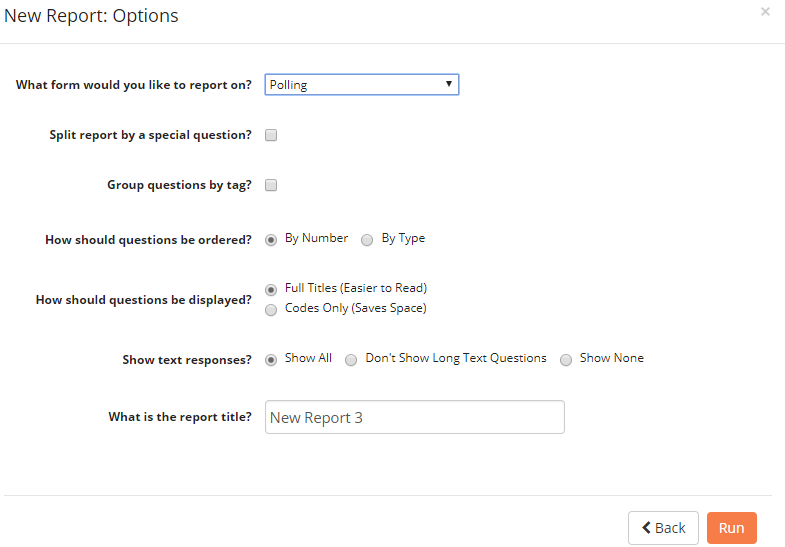 New Report: Options
×
What form would you like to report on? Polling
Split report by a special question?
Group questions by tag?
How should questions be ordered? By Number By Type
How should questions be displayed? Full Titles (Easier to Read)
Codes Only (Saves Space)
Show text responses? Show All Don't Show Long Text Questions Show None
What is the report title? New Report 3
Back Run